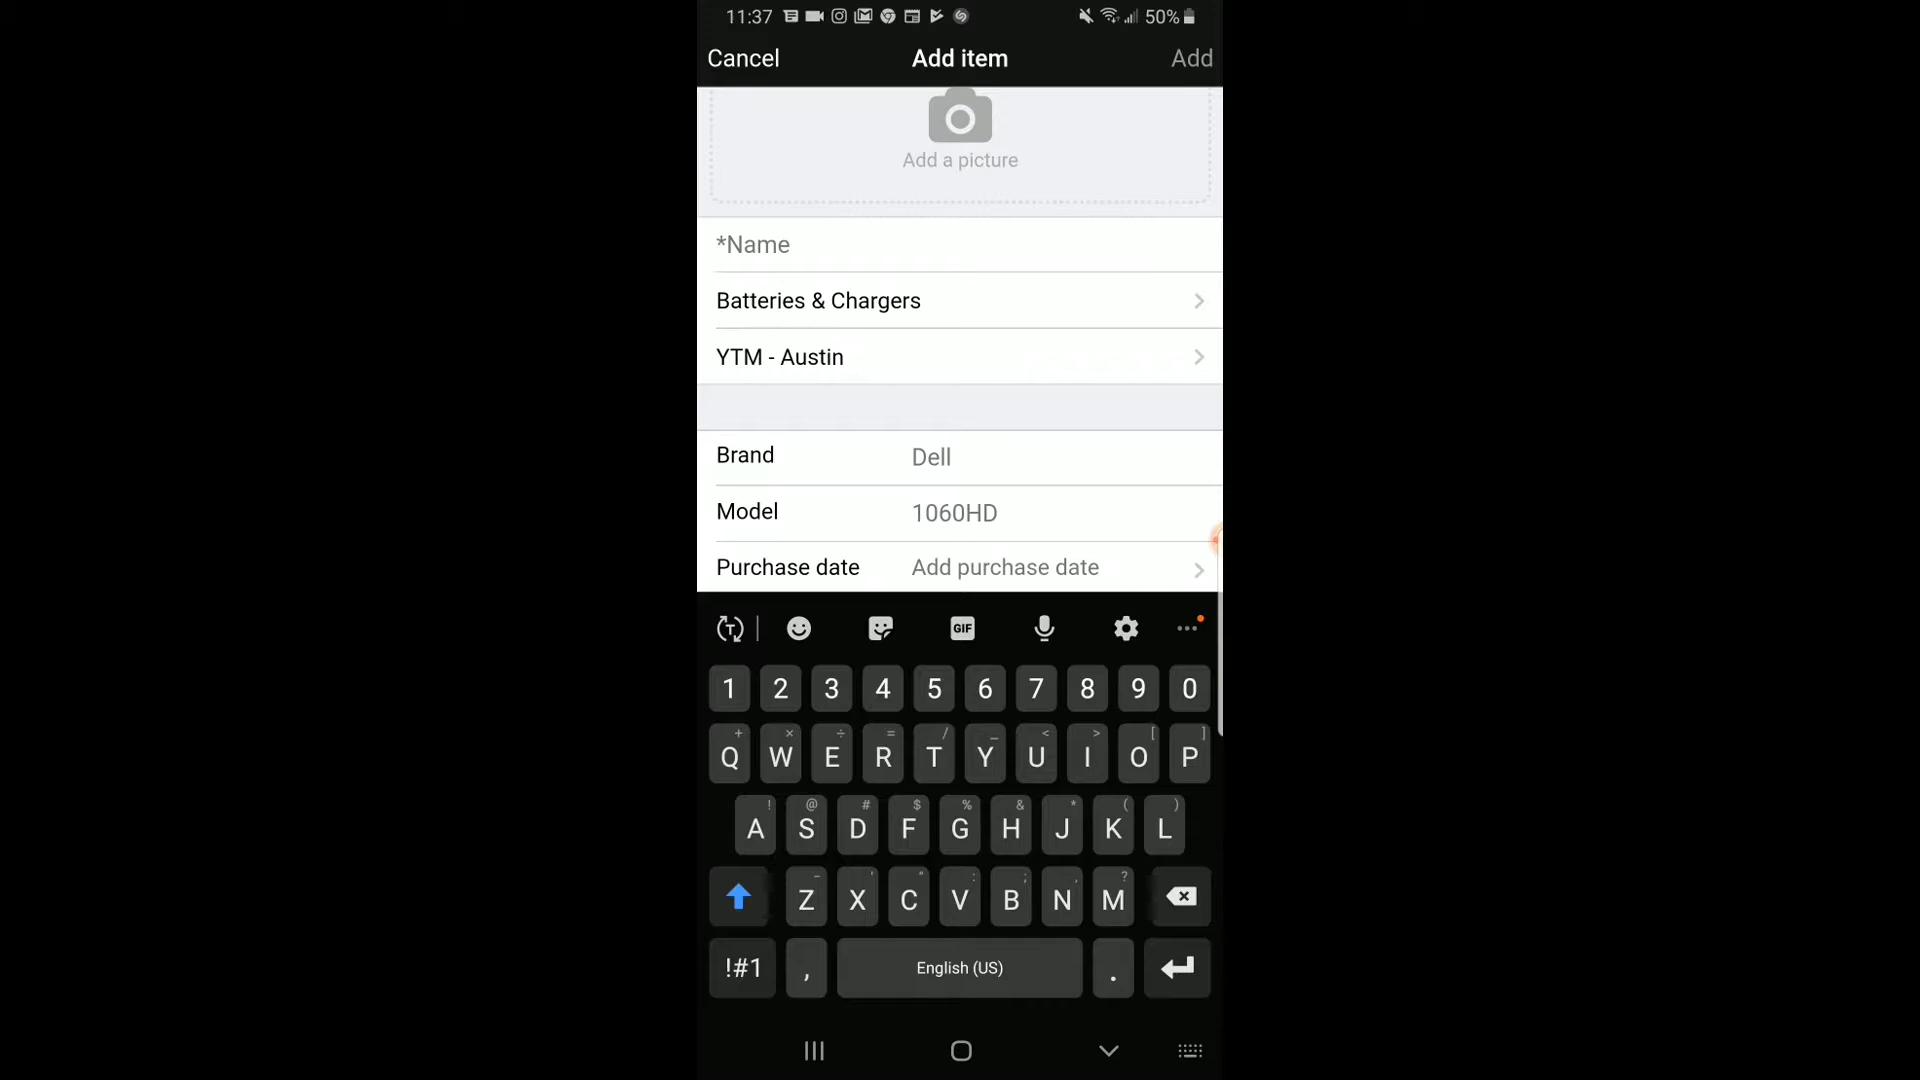 11:37 50%
Cancel Add item Add
Add a picture
*Name
Batteries & Chargers
YTM - Austin
Brand Dell
Model 1060HD
Purchase date Add purchase date
T GIF
1 2 3 4 5 6 7 8 9 0
+ × ÷ = / _ < > [ ]
Q W E R T Y U I O P
! @ # $ % & * ( )
A S D F G H J K L
- ' " : ; , ?
Z X C V B N M
!#1 , English (US) .